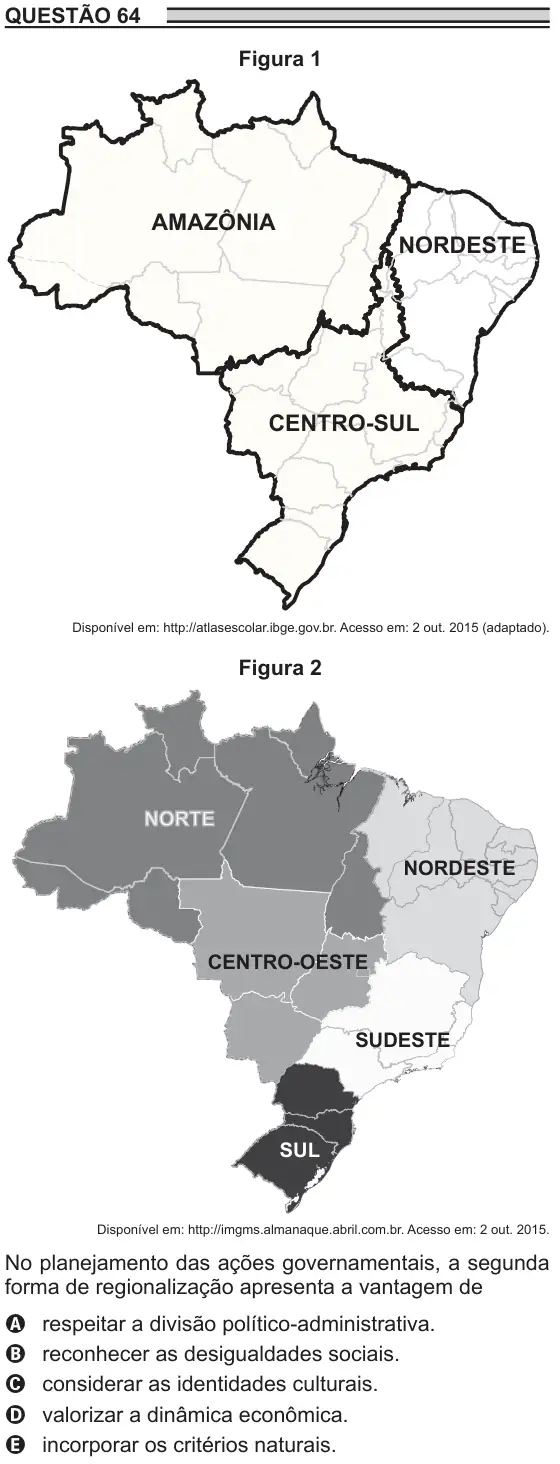 QUESTÃO 64
Figura 1
AMAZÔNIA
NORDESTE
CENTRO-SUL
Disponível em: http://atlasescolar.ibge.gov.br. Acesso em: 2 out. 2015 (adaptado).
Figura 2
NORTE
NORDESTE
CENTRO-OESTE
SUDESTE
SUL
Disponível em: http://imgms.almanaque.abril.com.br. Acesso em: 2 out. 2015.
No planejamento das ações governamentais, a segunda
forma de regionalização apresenta a vantagem de
A respeitar a divisão político-administrativa.
B reconhecer as desigualdades sociais.
C considerar as identidades culturais.
D valorizar a dinâmica econômica.
E incorporar os critérios naturais.